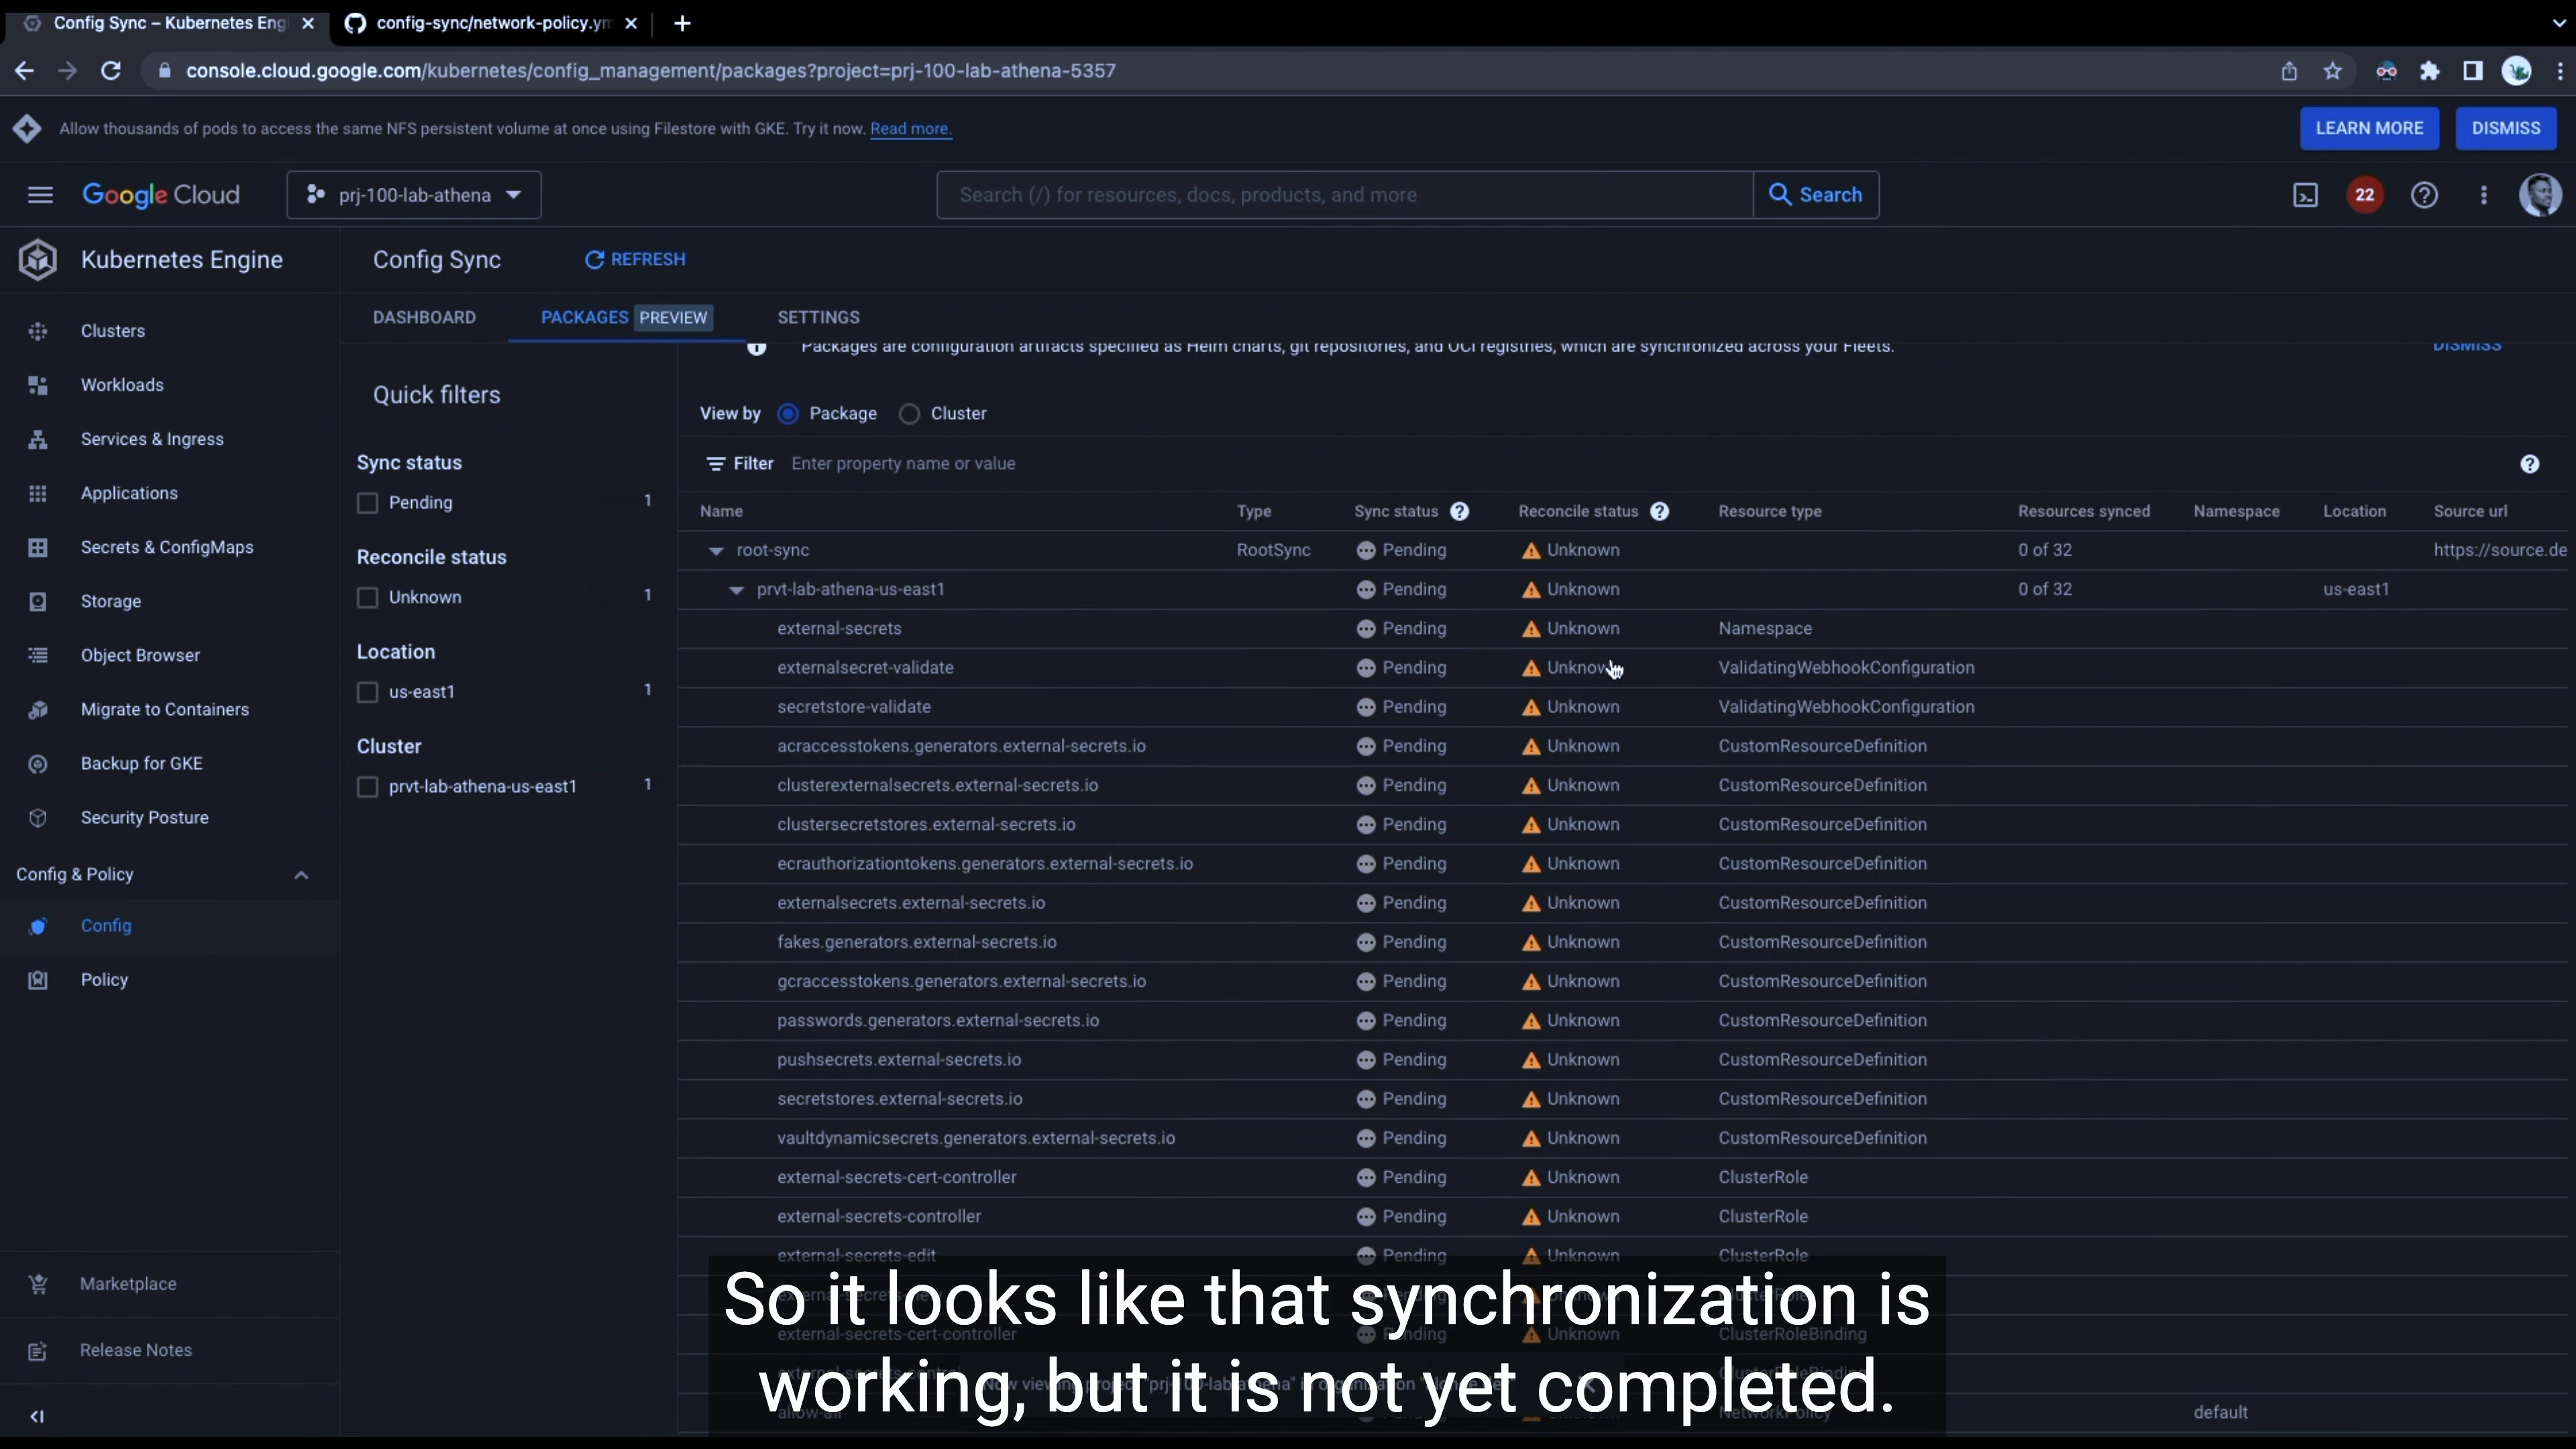 Config Sync – Kubernetes Eng
config-sync/network-policy.ym
console.cloud.google.com/kubernetes/config_management/packages?project=prj-100-lab-athena-5357
Allow thousands of pods to access the same NFS persistent volume at once using Filestore with GKE. Try it now. Read more.
LEARN MORE
DISMISS
Google Cloud
prj-100-lab-athena
Search (/) for resources, docs, products, and more
Search
22
Kubernetes Engine
Config Sync
REFRESH
DASHBOARD
PACKAGES PREVIEW
SETTINGS
Packages are configuration artifacts specified as Helm charts, git repositories, and OCI registries, which are synchronized across your Fleets.
DISMISS
Clusters
Workloads
Services & Ingress
Applications
Secrets & ConfigMaps
Storage
Object Browser
Migrate to Containers
Backup for GKE
Security Posture
Config & Policy
Config
Policy
Marketplace
Release Notes
Quick filters
Sync status
Pending 1
Reconcile status
Unknown 1
Location
us-east1 1
Cluster
prvt-lab-athena-us-east1 1
View by Package Cluster
Filter Enter property name or value
Name Type Sync status Reconcile status Resource type Resources synced Namespace Location Source url
root-sync RootSync Pending Unknown 0 of 32 https://source.de
prvt-lab-athena-us-east1 Pending Unknown 0 of 32 us-east1
external-secrets Pending Unknown Namespace
externalsecret-validate Pending Unknown ValidatingWebhookConfiguration
secretstore-validate Pending Unknown ValidatingWebhookConfiguration
acraccesstokens.generators.external-secrets.io Pending Unknown CustomResourceDefinition
clusterexternalsecrets.external-secrets.io Pending Unknown CustomResourceDefinition
clustersecretstores.external-secrets.io Pending Unknown CustomResourceDefinition
ecrauthorizationtokens.generators.external-secrets.io Pending Unknown CustomResourceDefinition
externalsecrets.external-secrets.io Pending Unknown CustomResourceDefinition
fakes.generators.external-secrets.io Pending Unknown CustomResourceDefinition
gcraccesstokens.generators.external-secrets.io Pending Unknown CustomResourceDefinition
passwords.generators.external-secrets.io Pending Unknown CustomResourceDefinition
pushsecrets.external-secrets.io Pending Unknown CustomResourceDefinition
secretstores.external-secrets.io Pending Unknown CustomResourceDefinition
vaultdynamicsecrets.generators.external-secrets.io Pending Unknown CustomResourceDefinition
external-secrets-cert-controller Pending Unknown ClusterRole
external-secrets-controller Pending Unknown ClusterRole
external-secrets-edit Pending Unknown ClusterRole
external-secrets-cert-controller Pending Unknown ClusterRoleBinding
allow-all NetworkPolicy default
So it looks like that synchronization is
working, but it is not yet completed.